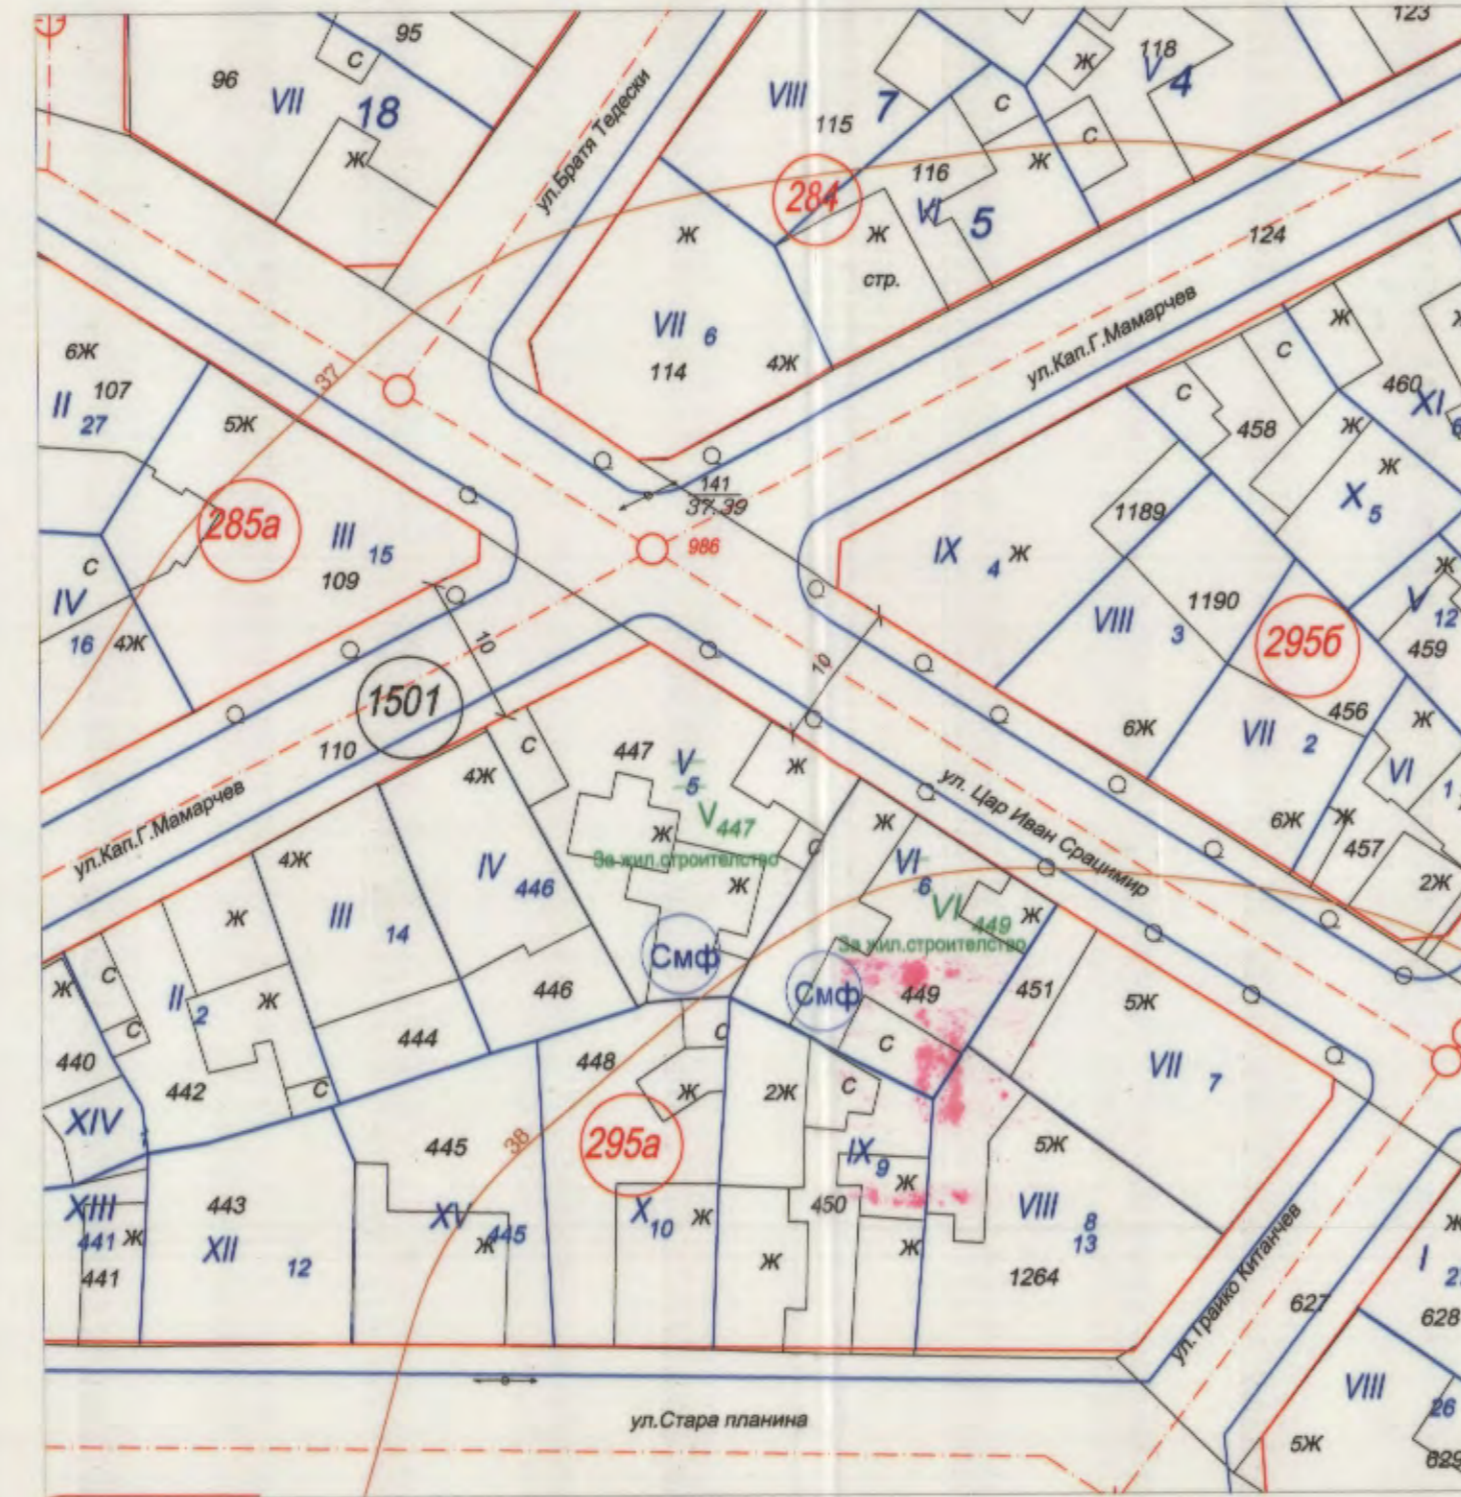 95
96
С
VII 18
Ж
ул.Братя Тедески
VIII
115
7
284
116
VI 5
Ж
стр.
С
Ж
118
V 4
С
Ж
123
124
ул.Кап.Г.Мамарчев
Ж
VII 6
114
4Ж
37
6Ж
107
II 27
5Ж
285а
III 15
109
С
IV
16
4Ж
141
37.39
986
10
10
1501
110
ул.Кап.Г.Мамарчев
IX 4 Ж
1189
1190
VIII 3
295б
С
458
С
Ж
Ж
Ж
X 5
460
XI 6
Ж
V 12
459
456
Ж
VII 2
6Ж
6Ж
VI
1
Ж
457
2Ж
ул. Цар Иван Срацимир
С
447
V
5
V 447
Ж
За жил.строителство
Ж
Ж
С
Смф
4Ж
IV 446
446
4Ж
III 14
444
Ж
II 2
Ж
442
С
С
С
Ж
440
XIV
1
Ж
VI
6
VI 449
За жил.строителство
Ж
Смф
449
451
С
5Ж
VII 7
448
С
Ж
2Ж
С
295а
38
445
XV 445
Ж
X 10
Ж
Ж
IX 9
Ж
450
Ж
5Ж
VIII 8
13
1264
443
XII 12
XIII
441
Ж
441
ул.Трайко Китанчев
627
Ж
I
628
VIII
26
5Ж
629
ул.Стара планина